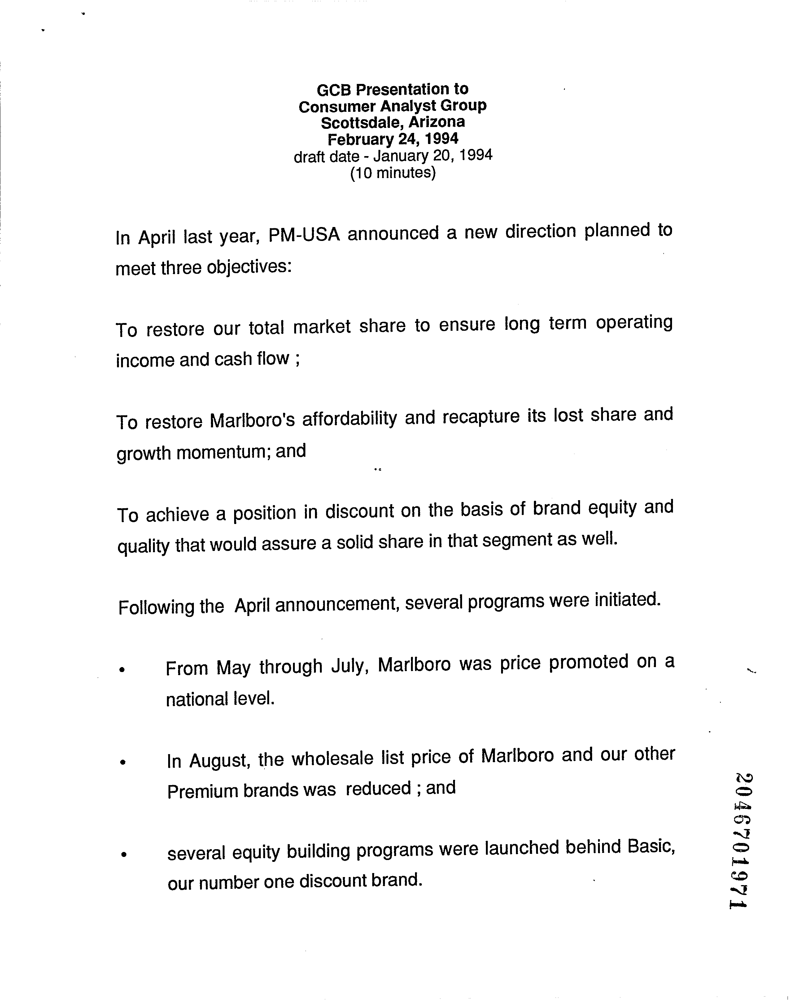 GCB Presentation to
Consumer Analyst Group
Scottsdale, Arizona
February 24, 1994
draft date - January 20, 1994
(10 minutes)
In April last year, PM-USA announced a new direction planned to
meet three objectives:
To restore our total market share to ensure long term operating
income and cash flow ;
To restore Marlboro's affordability and recapture its lost share and
growth momentum; and
To achieve a position in discount on the basis of brand equity and
quality that would assure a solid share in that segment as well.
Following the  April announcement, several programs were initiated.
• From May through July, Marlboro was price promoted on a
national level.
• In August, the wholesale list price of Marlboro and our other
Premium brands was  reduced ; and
• several equity building programs were launched behind Basic,
our number one discount brand.
2046701971